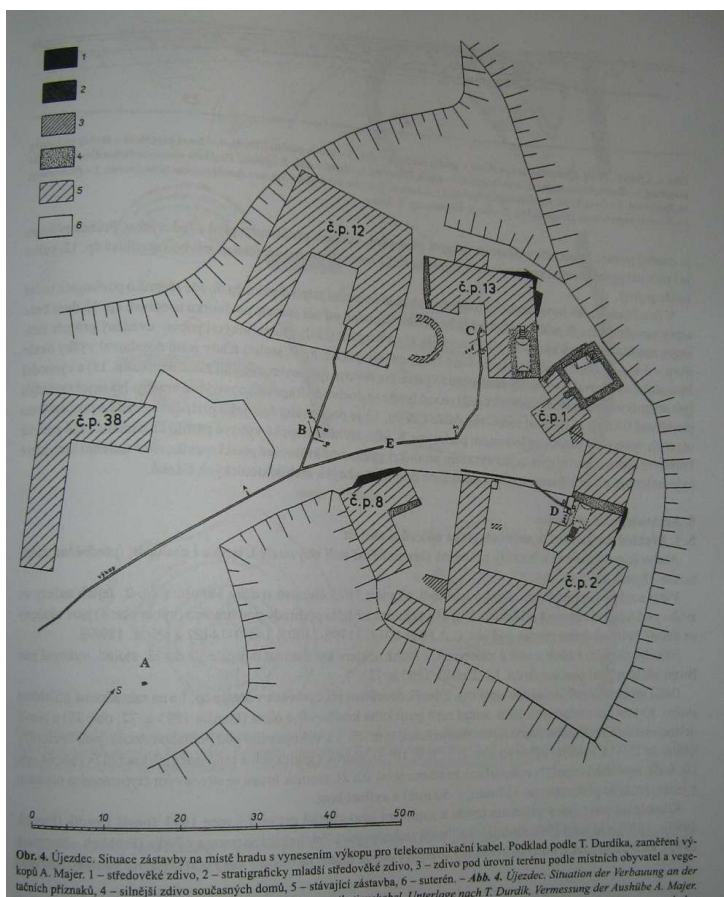 1
2
3
4
5
6
č.p.12
č.p.13
C
č.p.1
č.p.38
B
E
č.p.8
D
č.p.2
výkop
A
S
0 10 20 30 40 50 m
Obr. 4. Újezdec. Situace zástavby na místě hradu s vynesením výkopu pro telekomunikační kabel. Podklad podle T. Durdíka, zaměření vý-
kopů A. Majer. 1 – středověké zdivo, 2 – stratigraficky mladší středověké zdivo, 3 – zdivo pod úrovní terénu podle místních obyvatel a vege-
tačních příznaků, 4 – silnější zdivo současných domů, 5 – stávající zástavba, 6 – suterén. – Abb. 4. Újezdec. Situation der Verbauung an der
Unterlage nach T. Durdík, Vermessung der Aushübe A. Majer.